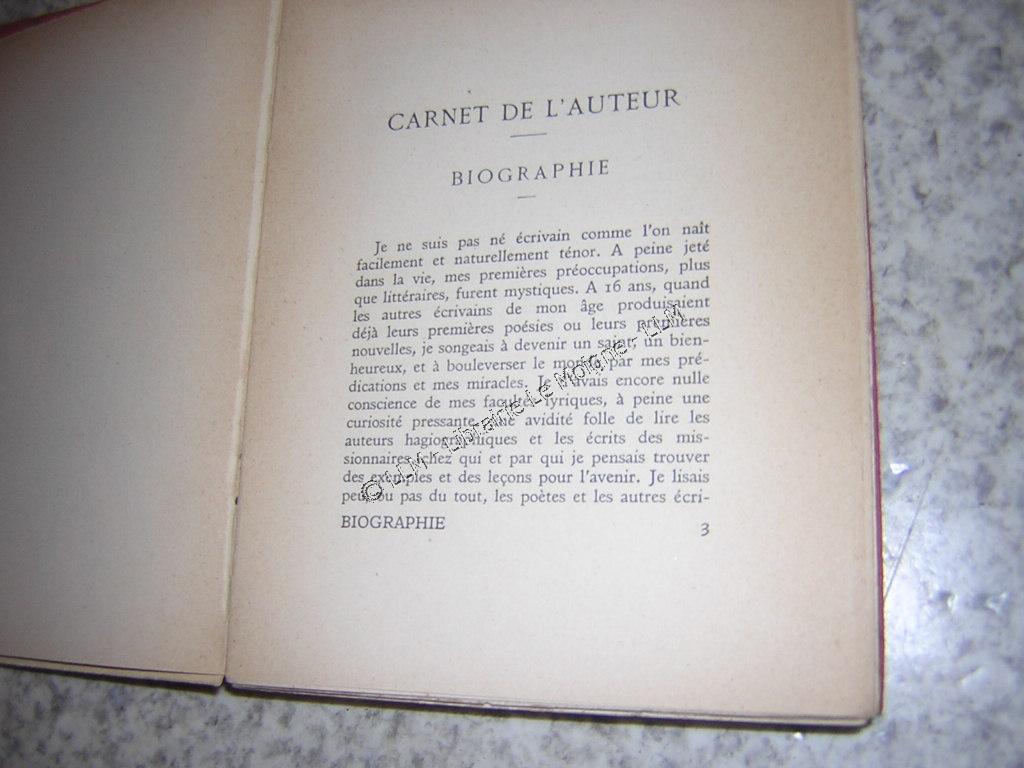 CARNET DE L'AUTEUR
BIOGRAPHIE
Je ne suis pas né écrivain comme l'on naît
facilement et naturellement ténor. A peine jeté
dans la vie, mes premières préoccupations, plus
que littéraires, furent mystiques. A 16 ans, quand
les autres écrivains de mon âge produisaient
déjà leurs premières poésies ou leurs premières
nouvelles, je songeais à devenir un saint, un bien-
heureux, et à bouleverser le monde par mes pré-
dications et mes miracles. Je n'avais encore nulle
conscience de mes facultés lyriques, à peine une
curiosité pressante, une avidité folle de lire les
auteurs hagiographiques et les écrits des mis-
sionnaires chez qui et par qui je pensais trouver
des exemples et des leçons pour l'avenir. Je lisais
peu, ou pas du tout, les poètes et les autres écri-
BIOGRAPHIE 3
© LLM - Librairie Le Moigne - LLM